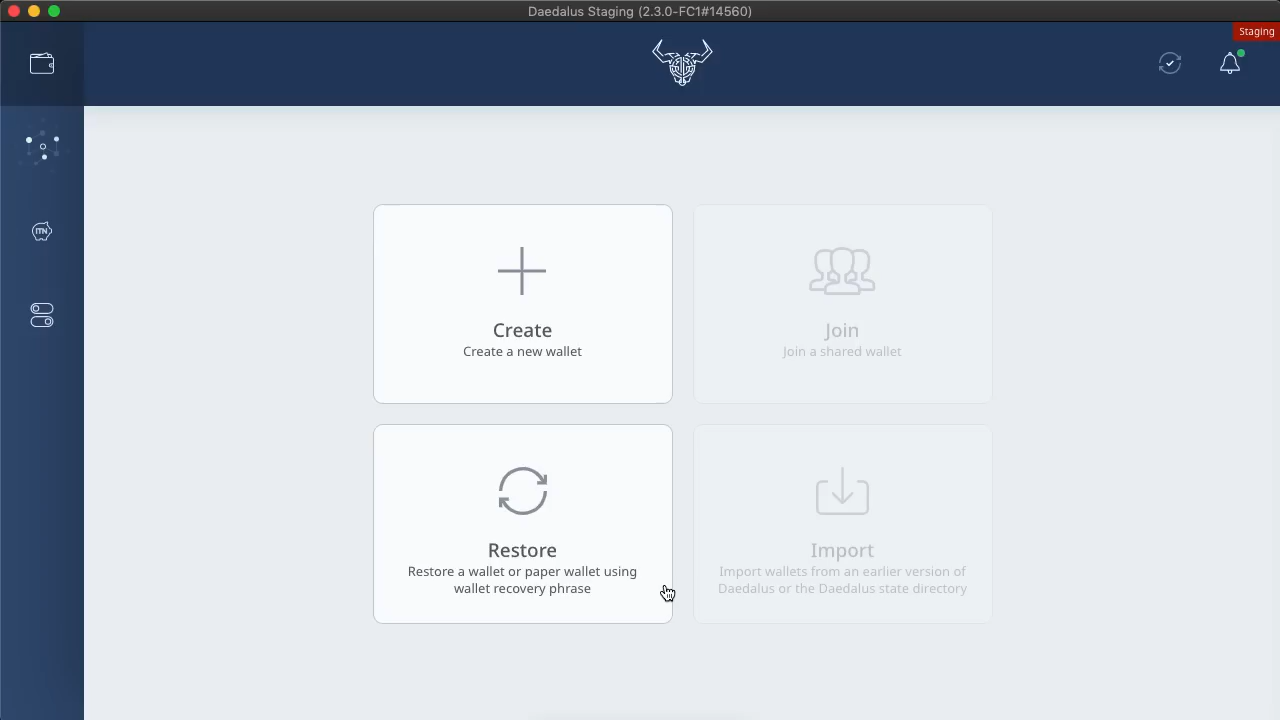 Daedalus Staging (2.3.0-FC1#14560)
Staging
ITN
Create
Create a new wallet
Join
Join a shared wallet
Restore
Restore a wallet or paper wallet using
wallet recovery phrase
Import
Import wallets from an earlier version of
Daedalus or the Daedalus state directory